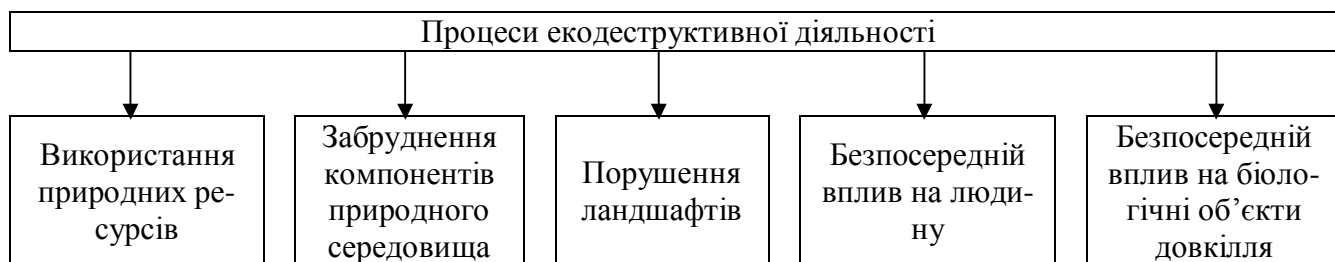 Процеси екодеструктивної діяльності
Використання
природних ре-
сурсів
Забруднення
компонентів
природного
середовища
Порушення
ландшафтів
Безпосередній
вплив на люди-
ну
Безпосередній
вплив на біоло-
гічні об’єкти
довкілля